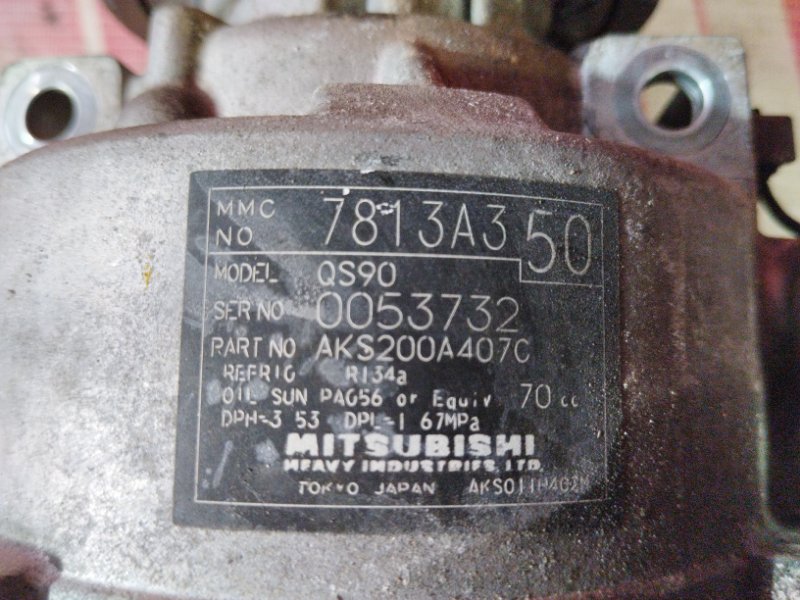 MMC NO 7813A350
MODEL QS90
SER NO 0053732
PART NO AKS200A407C
REFRIG R134a
OIL SUN PAG56 or Equiv 70 cc
DPH-3 53 DPL-1 67MPa
MITSUBISHI
HEAVY INDUSTRIES, LTD.
TOKYO JAPAN